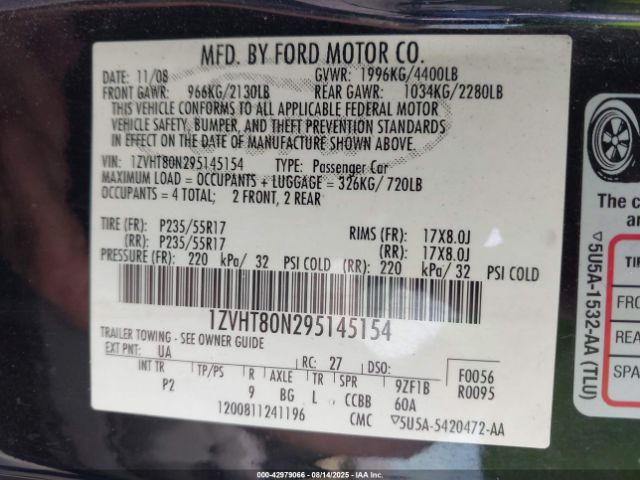 MFD. BY FORD MOTOR CO.
DATE: 11/08 GVWR: 1996KG/4400LB
FRONT GAWR: 966KG/2130LB REAR GAWR: 1034KG/2280LB
THIS VEHICLE CONFORMS TO ALL APPLICABLE FEDERAL MOTOR
VEHICLE SAFETY, BUMPER, AND THEFT PREVENTION STANDARDS
IN EFFECT ON THE DATE OF MANUFACTURE SHOWN ABOVE.
VIN: 1ZVHT80N295145154 TYPE: Passenger Car
MAXIMUM LOAD = OCCUPANTS + LUGGAGE = 326KG/720LB
OCCUPANTS = 4 TOTAL; 2 FRONT, 2 REAR
TIRE (FR): P235/55R17 RIMS (FR): 17X8.0J
(RR): P235/55R17 (RR): 17X8.0J
PRESSURE (FR): 220 kPa/ 32 PSI COLD (RR): 220 kPa/ 32 PSI COLD
1ZVHT80N295145154
TRAILER TOWING - SEE OWNER GUIDE
EXT PNT: UA RC: 27 DSO: F0056
INT TR TP/PS R AXLE TR SPR 9ZF1B R0095
P2 9 BG L CCBB 60A
1200811241196 CMC ▽5U5A-5420472-AA
The c
an
TIR
FRO
REA
SPA
▽5U5A-1532-AA (TLU)
000-42979066 - 08/14/2025 - IAAI.com